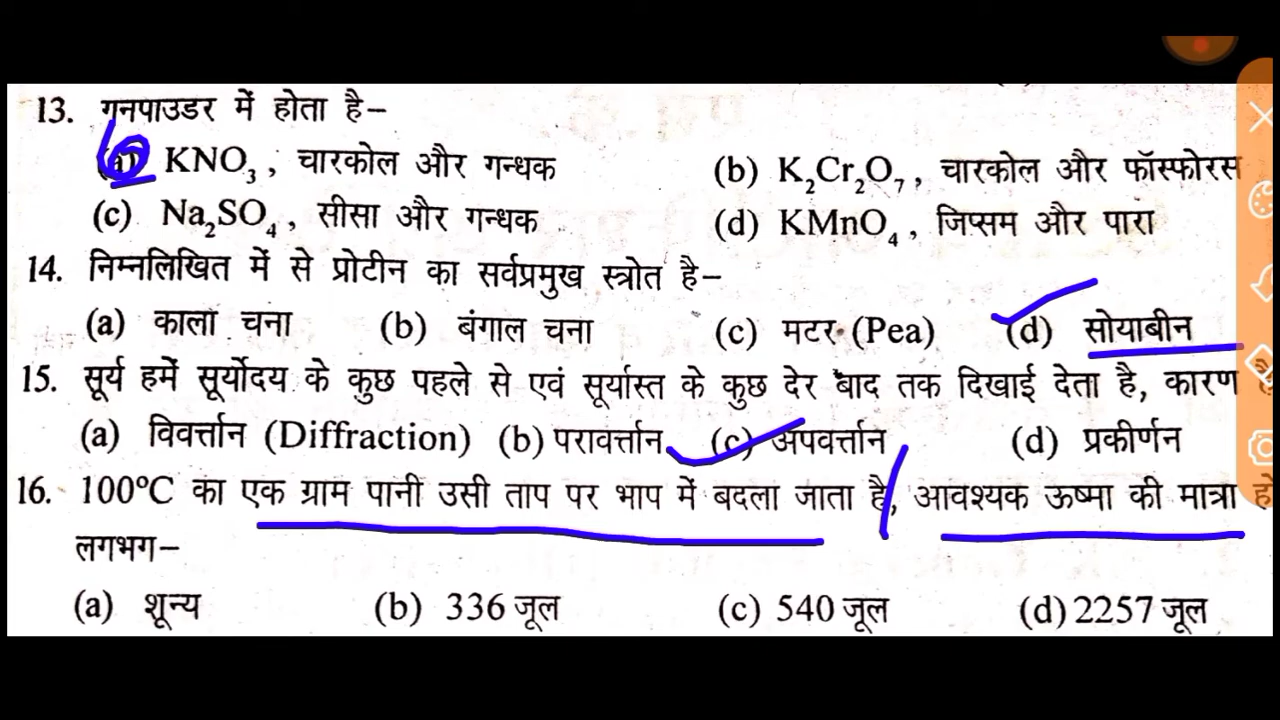 13. गनपाउडर में होता है–
(a) KNO₃, चारकोल और गन्धक (b) K₂Cr₂O₇, चारकोल और फॉस्फोरस
(c) Na₂SO₄, सीसा और गन्धक (d) KMnO₄, जिप्सम और पारा
14. निम्नलिखित में से प्रोटीन का सर्वप्रमुख स्त्रोत है–
(a) काला चना (b) बंगाल चना (c) मटर (Pea) (d) सोयाबीन
15. सूर्य हमें सूर्योदय के कुछ पहले से एवं सूर्यास्त के कुछ देर बाद तक दिखाई देता है, कारण है
(a) विवर्त्तान (Diffraction) (b) परावर्त्तान (c) अपवर्त्तान (d) प्रकीर्णन
16. 100°C का एक ग्राम पानी उसी ताप पर भाप में बदला जाता है, आवश्यक ऊष्मा की मात्रा
लगभग–
(a) शून्य (b) 336 जूल (c) 540 जूल (d) 2257 जूल